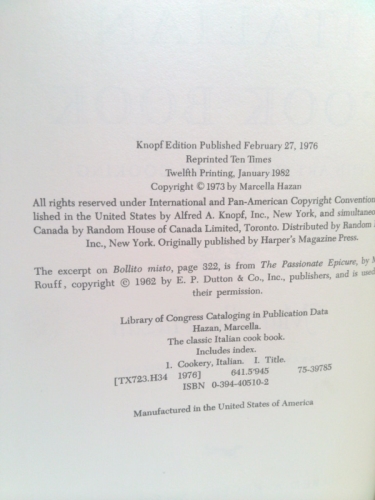 Knopf Edition Published February 27, 1976
Reprinted Ten Times
Twelfth Printing, January 1982
Copyright © 1973 by Marcella Hazan
All rights reserved under International and Pan-American Copyright Convention
lished in the United States by Alfred A. Knopf, Inc., New York, and simultaneo
Canada by Random House of Canada Limited, Toronto. Distributed by Random
Inc., New York. Originally published by Harper's Magazine Press.
The excerpt on Bollito misto, page 322, is from The Passionate Epicure, by M
Rouff, copyright © 1962 by E. P. Dutton & Co., Inc., publishers, and is used
their permission.
Library of Congress Cataloging in Publication Data
Hazan, Marcella.
The classic Italian cook book.
Includes index.
1. Cookery, Italian. I. Title.
[TX723.H34 1976] 641.5'945 75-39785
ISBN 0-394-40510-2
Manufactured in the United States of America